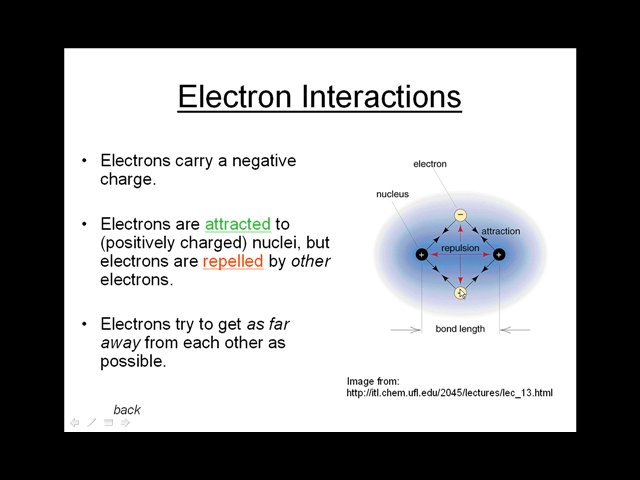 Electron Interactions
• Electrons carry a negative
charge.
• Electrons are attracted to
(positively charged) nuclei, but
electrons are repelled by other
electrons.
• Electrons try to get as far
away from each other as
possible.
back
electron
nucleus
−
attraction
repulsion
+ +
bond length
Image from:
http://itl.chem.ufl.edu/2045/lectures/lec_13.html